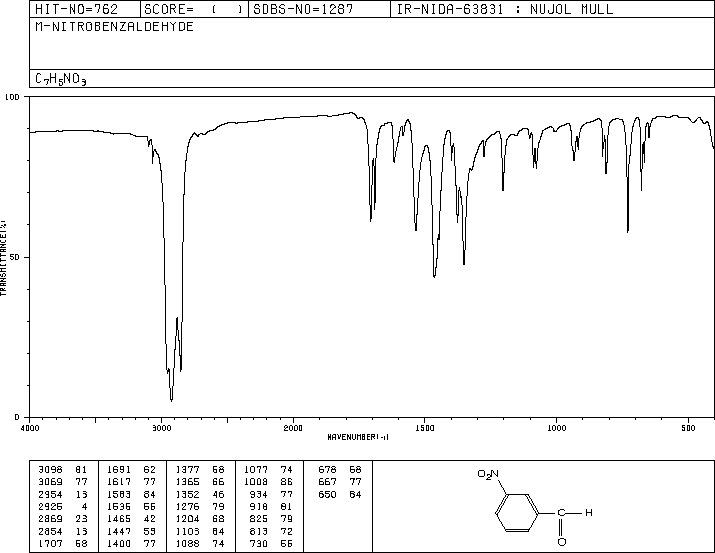 HIT-NO=762 SCORE= ( ) SDBS-NO=1287 IR-NIDA-63831 : NUJOL MULL
M-NITROBENZALDEHYDE
C7H5NO3
100
50
0
TRANSMITTANCE(%)
4000 3000 2000 1500 1000 500
WAVENUMBER(-1)
3098 81 1691 62 1377 58 1077 74 678 68
3069 77 1617 77 1365 66 1008 86 667 77
2954 13 1583 84 1352 46 934 77 650 84
2925 4 1536 56 1276 79 918 81
2869 23 1465 42 1204 68 825 79
2854 13 1447 53 1103 84 813 72
1707 58 1400 77 1088 74 730 56
O2N
C H
O